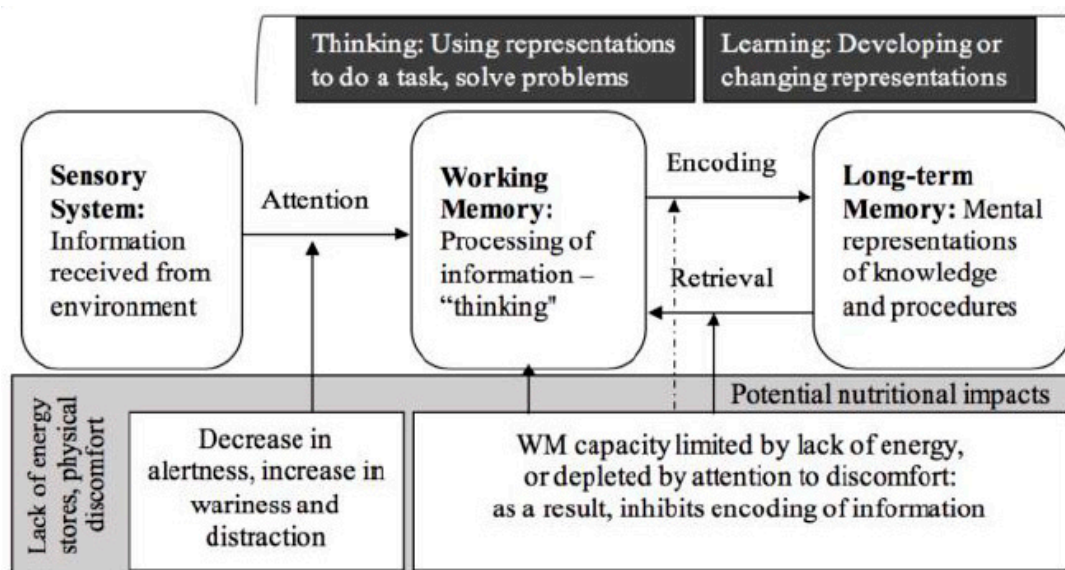 Thinking: Using representations
to do a task, solve problems
Learning: Developing or
changing representations
Sensory
System:
Information
received from
environment
Attention
Working
Memory:
Processing of
information –
“thinking"
Encoding
Retrieval
Long-term
Memory: Mental
representations
of knowledge
and procedures
Potential nutritional impacts
Lack of energy
stores, physical
discomfort
Decrease in
alertness, increase in
wariness and
distraction
WM capacity limited by lack of energy,
or depleted by attention to discomfort:
as a result, inhibits encoding of information